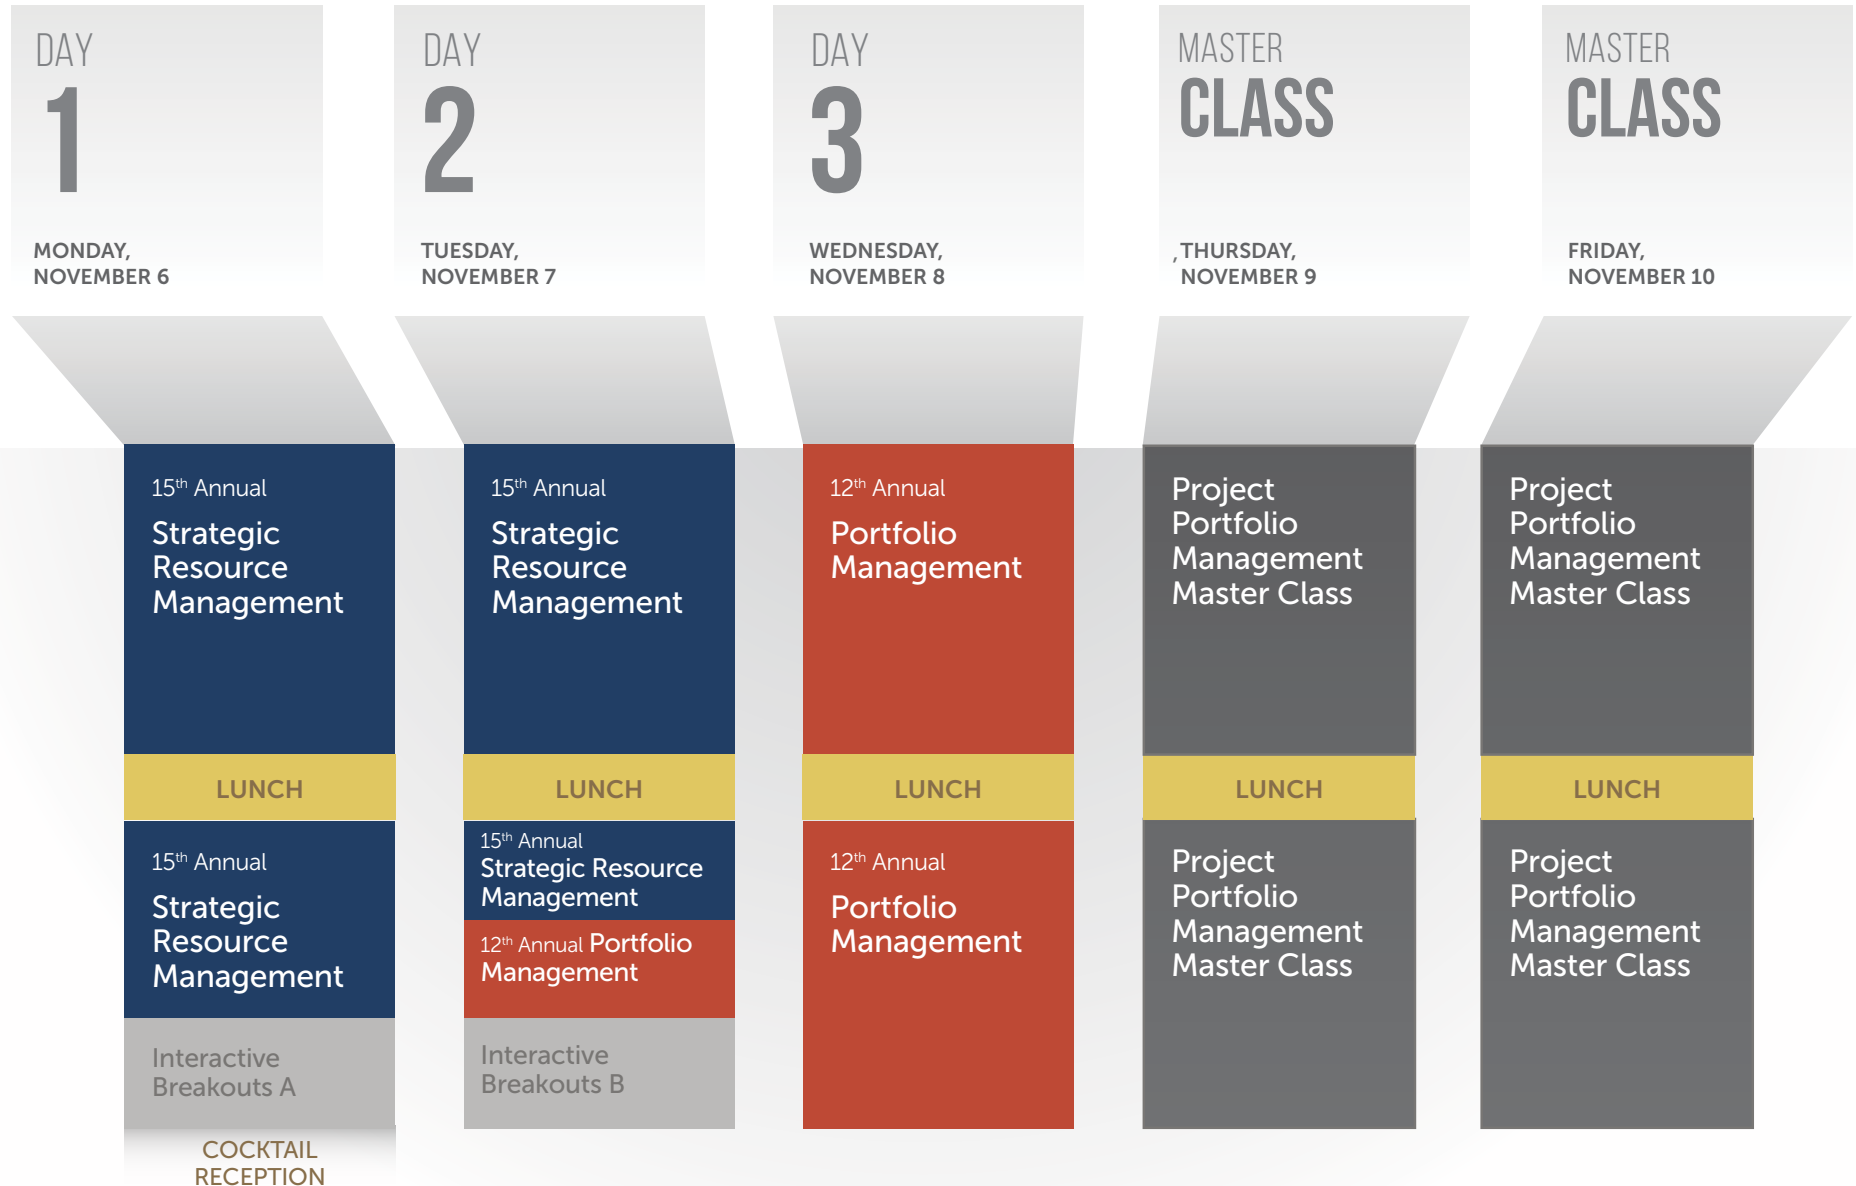 DAY
1
MONDAY,
NOVEMBER 6
DAY
2
TUESDAY,
NOVEMBER 7
DAY
3
WEDNESDAY,
NOVEMBER 8
MASTER
CLASS
, THURSDAY,
NOVEMBER 9
MASTER
CLASS
FRIDAY,
NOVEMBER 10
15th Annual
Strategic
Resource
Management
LUNCH
15th Annual
Strategic
Resource
Management
Interactive
Breakouts A
COCKTAIL
RECEPTION
15th Annual
Strategic
Resource
Management
LUNCH
15th Annual
Strategic Resource
Management
12th Annual Portfolio
Management
Interactive
Breakouts B
12th Annual
Portfolio
Management
LUNCH
12th Annual
Portfolio
Management
Project
Portfolio
Management
Master Class
LUNCH
Project
Portfolio
Management
Master Class
Project
Portfolio
Management
Master Class
LUNCH
Project
Portfolio
Management
Master Class